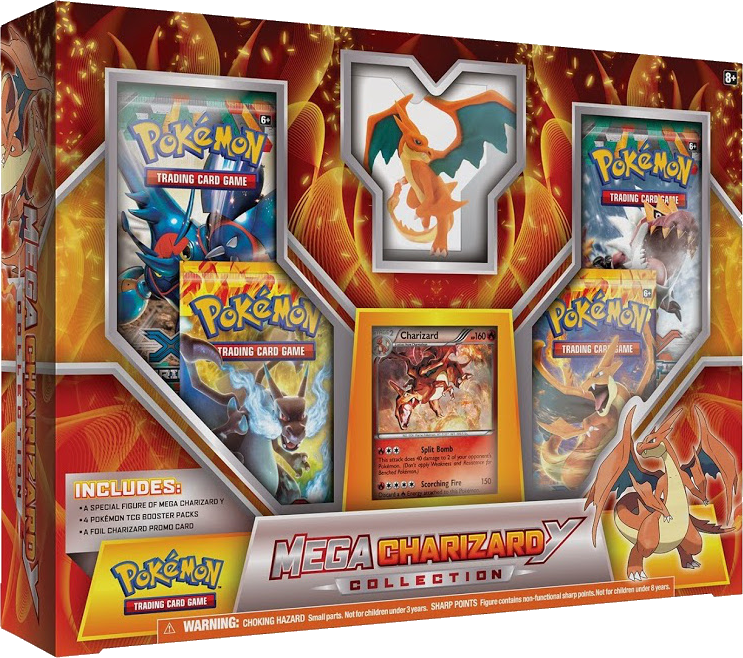 8+
POKéMON
6+
TRADING CARD GAME
POKéMON
6+
TRADING CARD GAME
POKéMON
TRADING CARD GAME
POKéMON
8+
TRADING CARD GAME
Charizard
HP160
Split Bomb
This attack does 40 damage to 2 of your opponent's
Pokémon. (Don't apply Weakness and Resistance for
Benched Pokémon.)
Scorching Fire 150
MEGA CHARIZARD Y
COLLECTION
INCLUDES:
• A SPECIAL FIGURE OF MEGA CHARIZARD Y
• 4 POKÉMON TCG BOOSTER PACKS
• A FOIL CHARIZARD PROMO CARD
POKéMON
TRADING CARD GAME
MEGA CHARIZARD Y
COLLECTION
WARNING: CHOKING HAZARD Small parts. Not for children under 3 years. SHARP POINTS Figure contains non-functional sharp points. Not for children under 8 years.